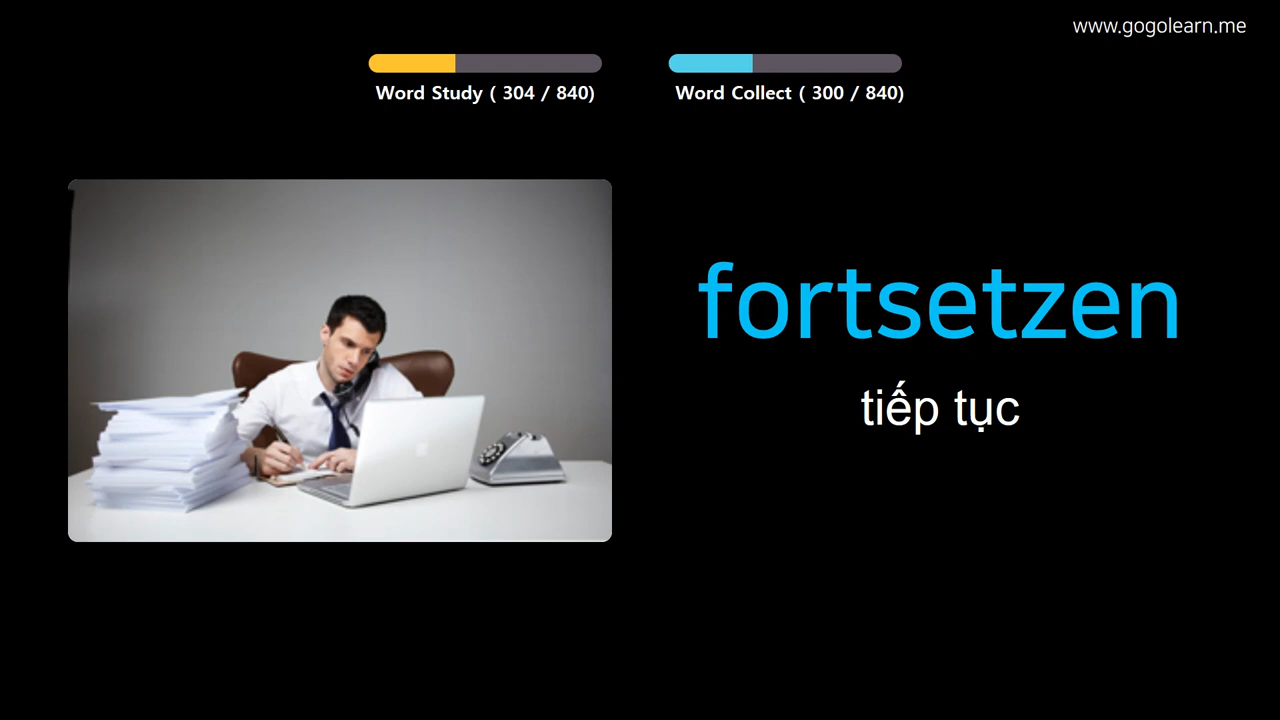 www.gogolearn.me
Word Study ( 304 / 840)
Word Collect ( 300 / 840)
fortsetzen
tiếp tục